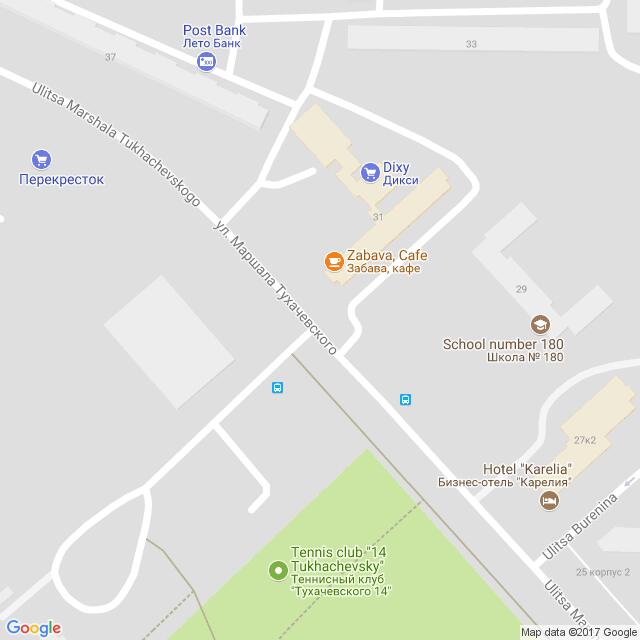 Post Bank
Лето Банк
37
33
Ulitsa Marshala Tukhachevskogo
Перекресток
Dixy
Дикси
31
ул. Маршала Тухачевского
Zabava, Cafe
Забава, кафе
29
School number 180
Школа № 180
27к2
Hotel "Karelia"
Бизнес-отель "Карелия"
Ulitsa Burenina
Tennis club "14
Tukhachevsky"
Теннисный клуб
"Тухачевского 14"
25 корпус 2
Ulitsa Ma
Google
Map data ©2017 Google